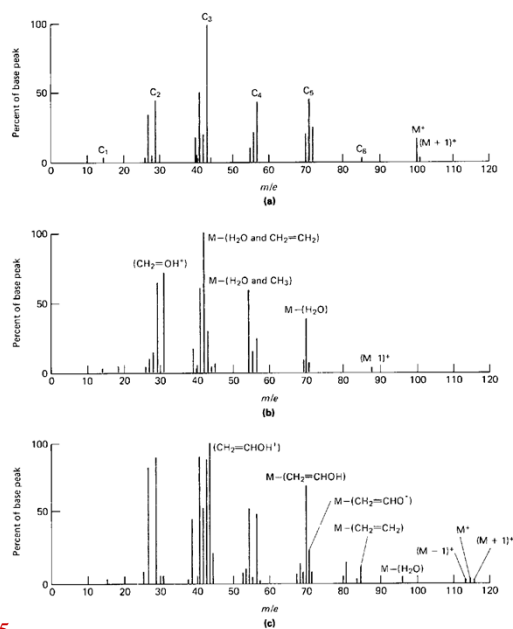 C₃
100
Percent of base peak
C₂
C₄
C₅
50
M⁺
(M + 1)⁺
C₁
C₆
0
0 10 20 30 40 50 60 70 80 90 100 110 120
m/e
(a)
100
M–(H₂O and CH₂=CH₂)
(CH₂=OH⁺)
M–(H₂O and CH₃)
Percent of base peak
50
M–(H₂O)
(M 1)⁺
0
0 10 20 30 40 50 60 70 80 90 100 110 120
m/e
(b)
100
(CH₂=CHOH⁺)
M–(CH₂=CHOH)
M–(CH₂=CHO⁺)
Percent of base peak
50
M–(CH₂=CH₂)
M⁺
(M – 1)⁺
(M + 1)⁺
M–(H₂O)
0
0 10 20 30 40 50 60 70 80 90 100 110 120
m/e
(c)
5